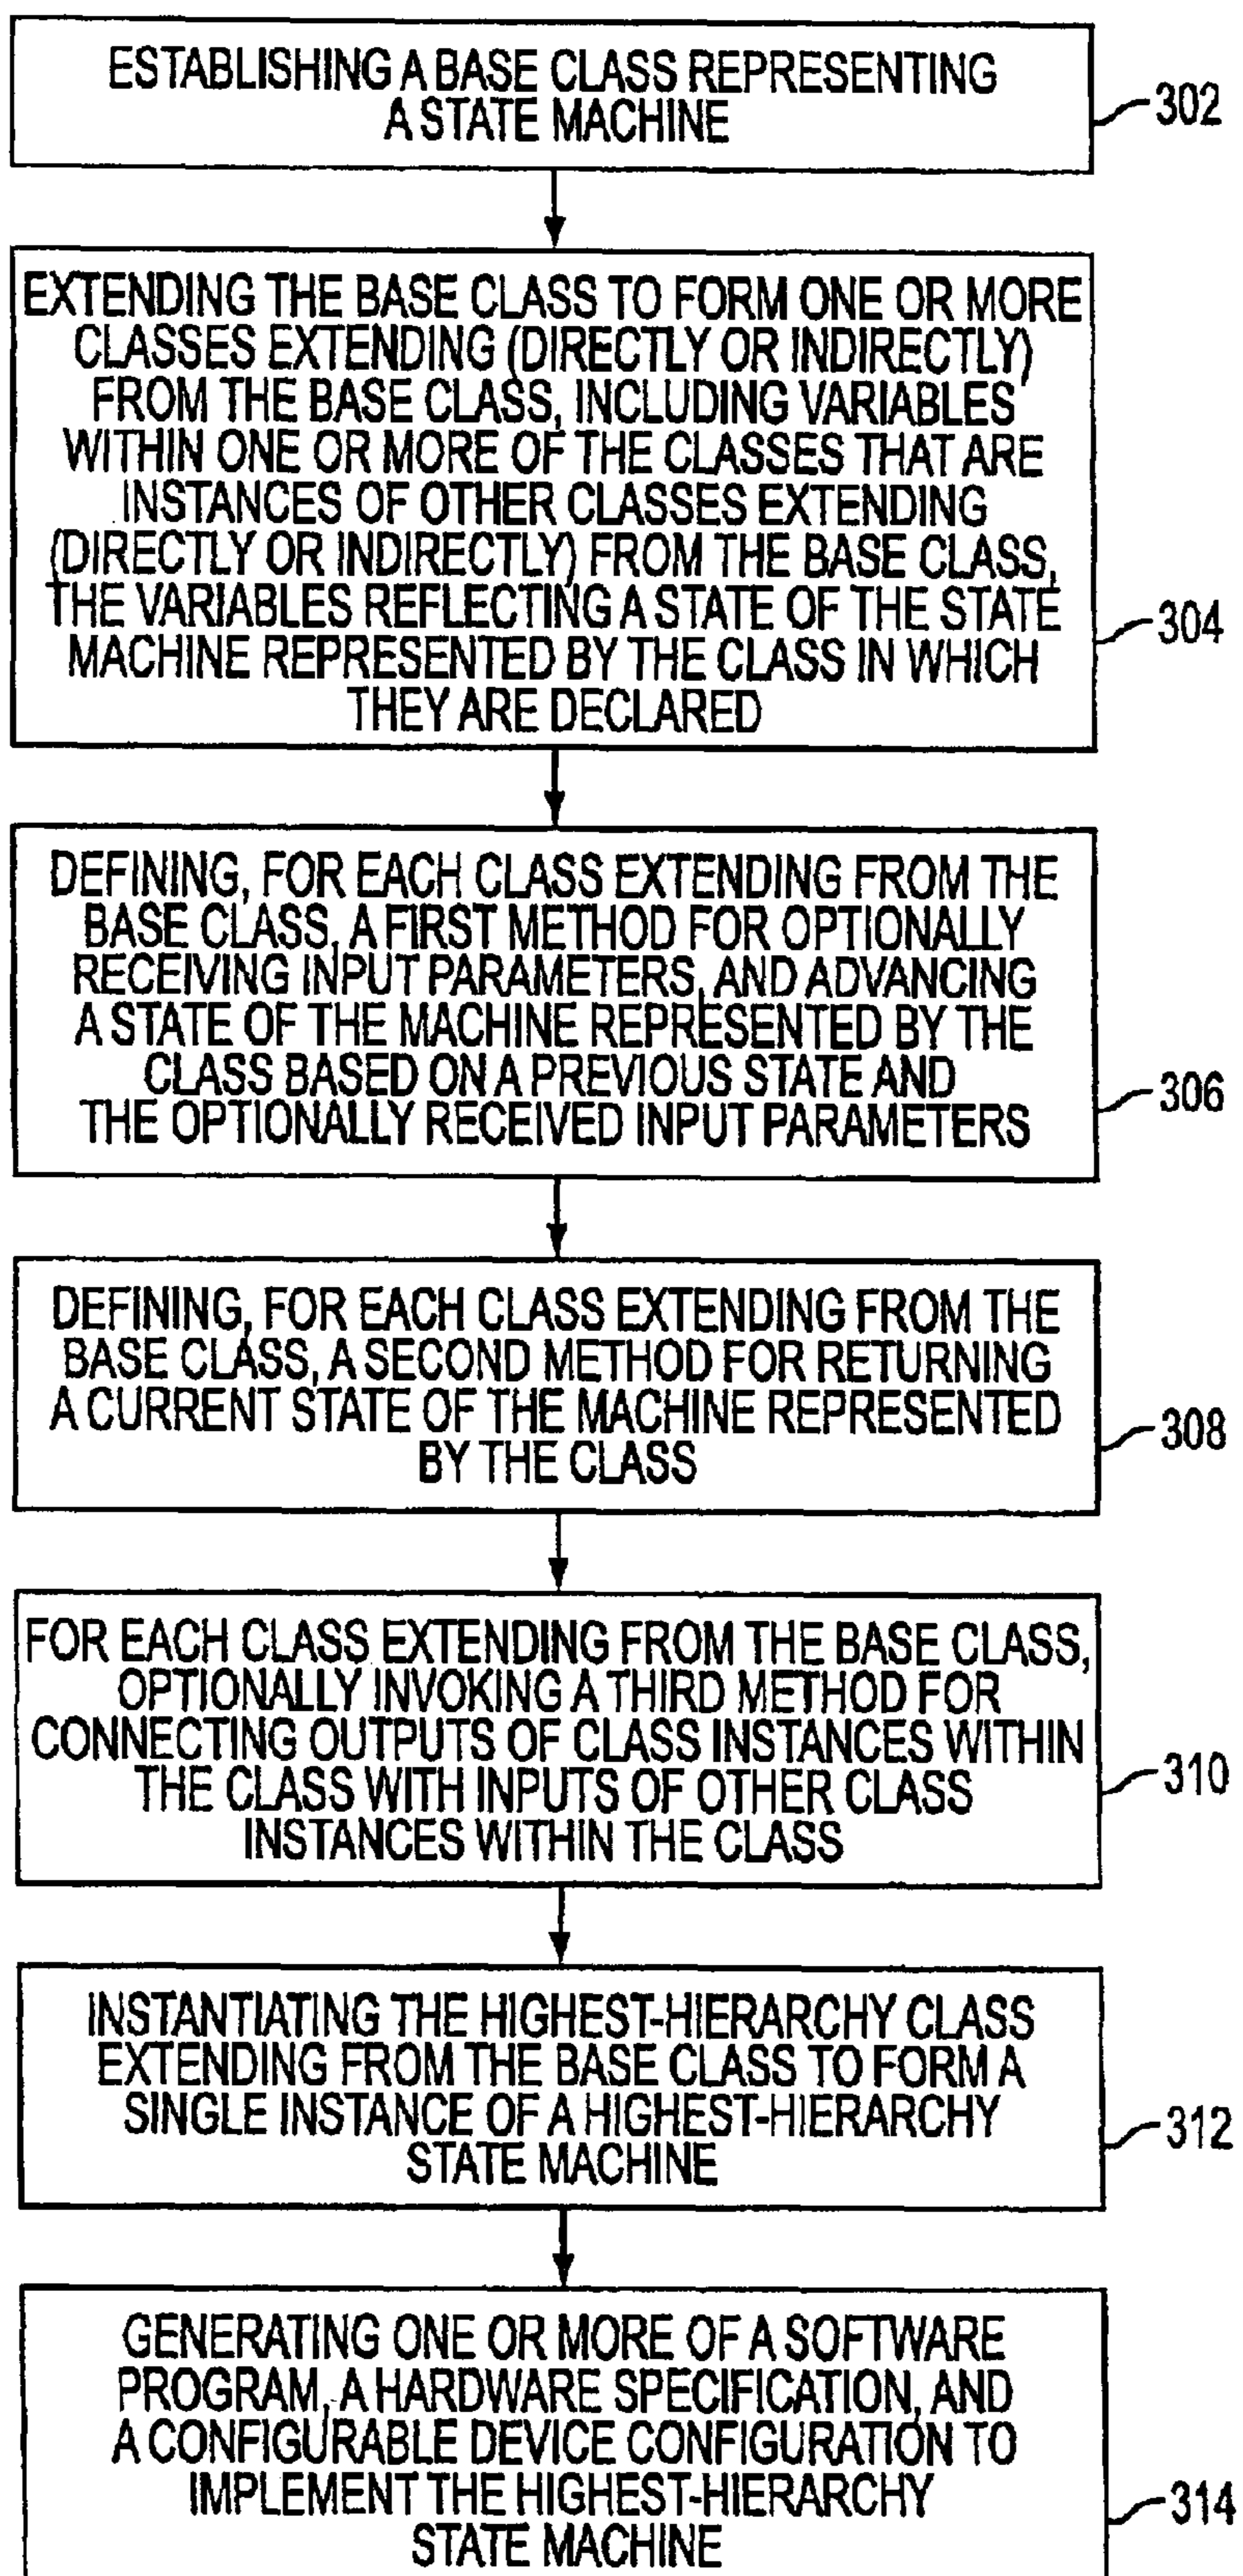 ESTABLISHING A BASE CLASS REPRESENTING
A STATE MACHINE
302
EXTENDING THE BASE CLASS TO FORM ONE OR MORE
CLASSES EXTENDING (DIRECTLY OR INDIRECTLY)
FROM THE BASE CLASS, INCLUDING VARIABLES
WITHIN ONE OR MORE OF THE CLASSES THAT ARE
INSTANCES OF OTHER CLASSES EXTENDING
(DIRECTLY OR INDIRECTLY) FROM THE BASE CLASS,
THE VARIABLES REFLECTING A STATE OF THE STATE
MACHINE REPRESENTED BY THE CLASS IN WHICH
THEY ARE DECLARED
304
DEFINING, FOR EACH CLASS EXTENDING FROM THE
BASE CLASS, A FIRST METHOD FOR OPTIONALLY
RECEIVING INPUT PARAMETERS, AND ADVANCING
A STATE OF THE MACHINE REPRESENTED BY THE
CLASS BASED ON A PREVIOUS STATE AND
THE OPTIONALLY RECEIVED INPUT PARAMETERS
306
DEFINING, FOR EACH CLASS EXTENDING FROM THE
BASE CLASS, A SECOND METHOD FOR RETURNING
A CURRENT STATE OF THE MACHINE REPRESENTED
BY THE CLASS
308
FOR EACH CLASS EXTENDING FROM THE BASE CLASS,
OPTIONALLY INVOKING A THIRD METHOD FOR
CONNECTING OUTPUTS OF CLASS INSTANCES WITHIN
THE CLASS WITH INPUTS OF OTHER CLASS
INSTANCES WITHIN THE CLASS
310
INSTANTIATING THE HIGHEST-HIERARCHY CLASS
EXTENDING FROM THE BASE CLASS TO FORM A
SINGLE INSTANCE OF A HIGHEST-HIERARCHY
STATE MACHINE
312
GENERATING ONE OR MORE OF A SOFTWARE
PROGRAM, A HARDWARE SPECIFICATION, AND
A CONFIGURABLE DEVICE CONFIGURATION TO
IMPLEMENT THE HIGHEST-HIERARCHY
STATE MACHINE
314